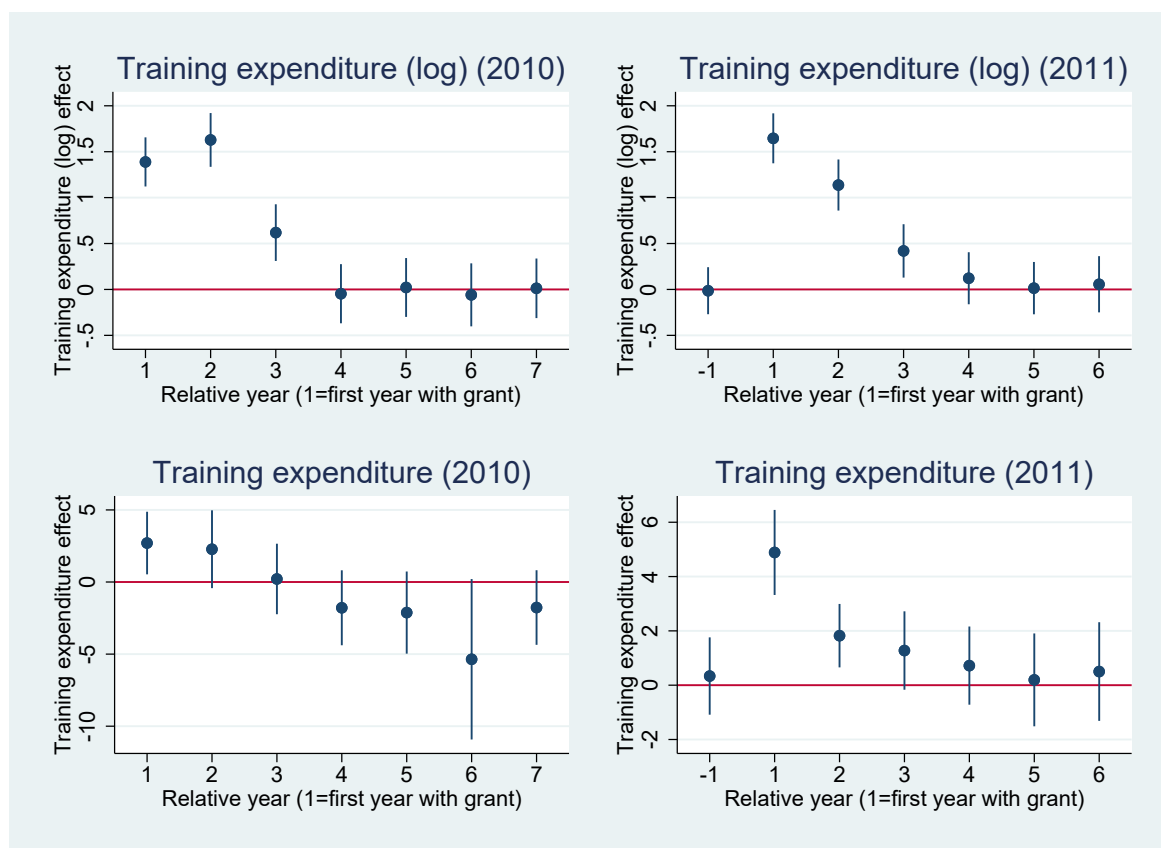 Training expenditure (log) (2010)
Training expenditure (log) effect
2
1.5
1
.5
0
-.5
1 2 3 4 5 6 7
Relative year (1=first year with grant)
Training expenditure (log) (2011)
Training expenditure (log) effect
2
1.5
1
.5
0
-.5
-1 1 2 3 4 5 6
Relative year (1=first year with grant)
Training expenditure (2010)
Training expenditure effect
5
0
-5
-10
1 2 3 4 5 6 7
Relative year (1=first year with grant)
Training expenditure (2011)
Training expenditure effect
6
4
2
0
-2
-1 1 2 3 4 5 6
Relative year (1=first year with grant)